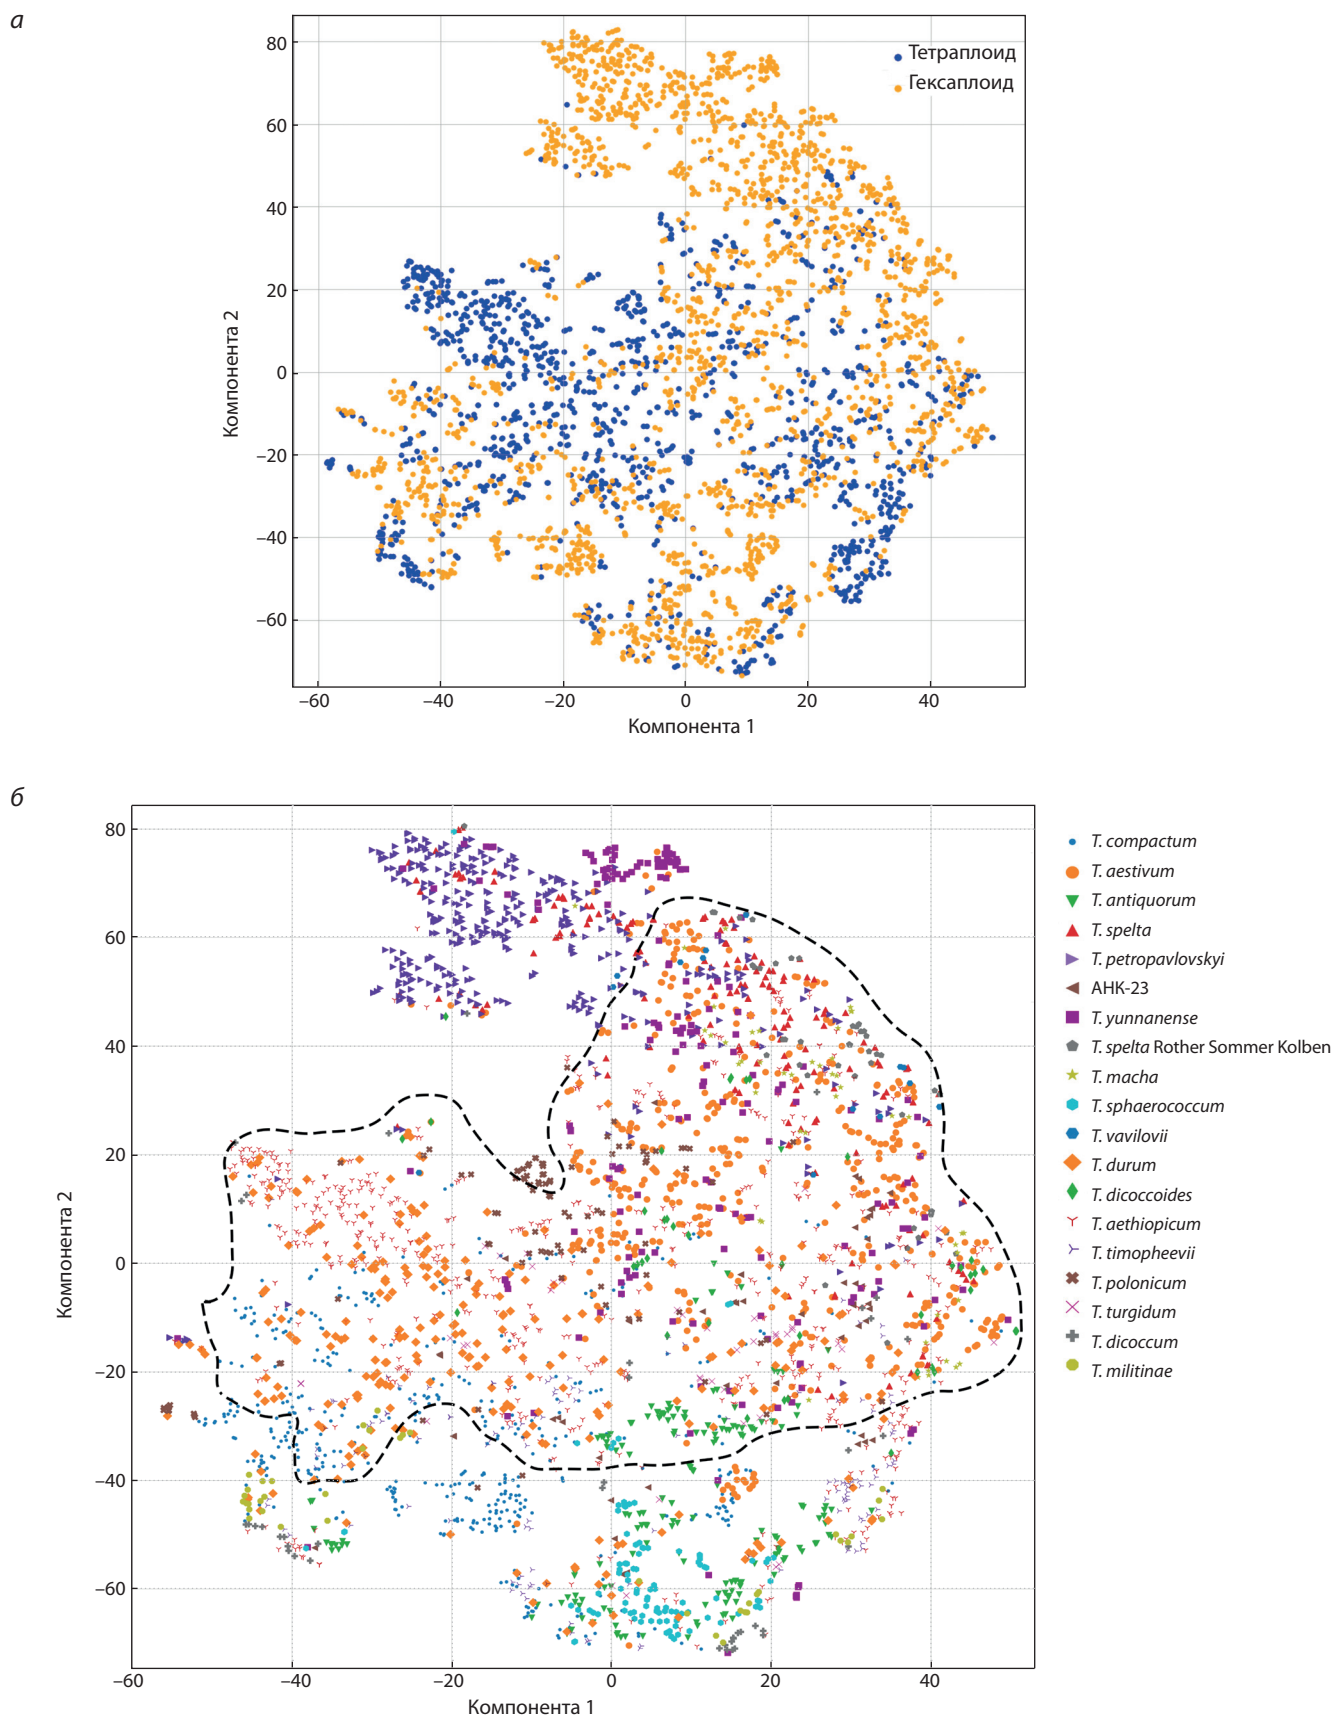 а
80
60
40
20
0
−20
−40
−60
Компонента 2
Тетраплоид
Гексаплоид
−60
−40
−20
0
20
40
Компонента 1
б
80
60
40
20
0
−20
−40
−60
Компонента 2
−60
−40
−20
0
20
40
Компонента 1
T. compactum
T. aestivum
T. antiquorum
T. spelta
T. petropavlovskyi
АНК-23
T. yunnanense
T. spelta Rother Sommer Kolben
T. macha
T. sphaerococcum
T. vavilovii
T. durum
T. dicoccoides
T. aethiopicum
T. timopheevii
T. polonicum
T. turgidum
T. dicoccum
T. militinae